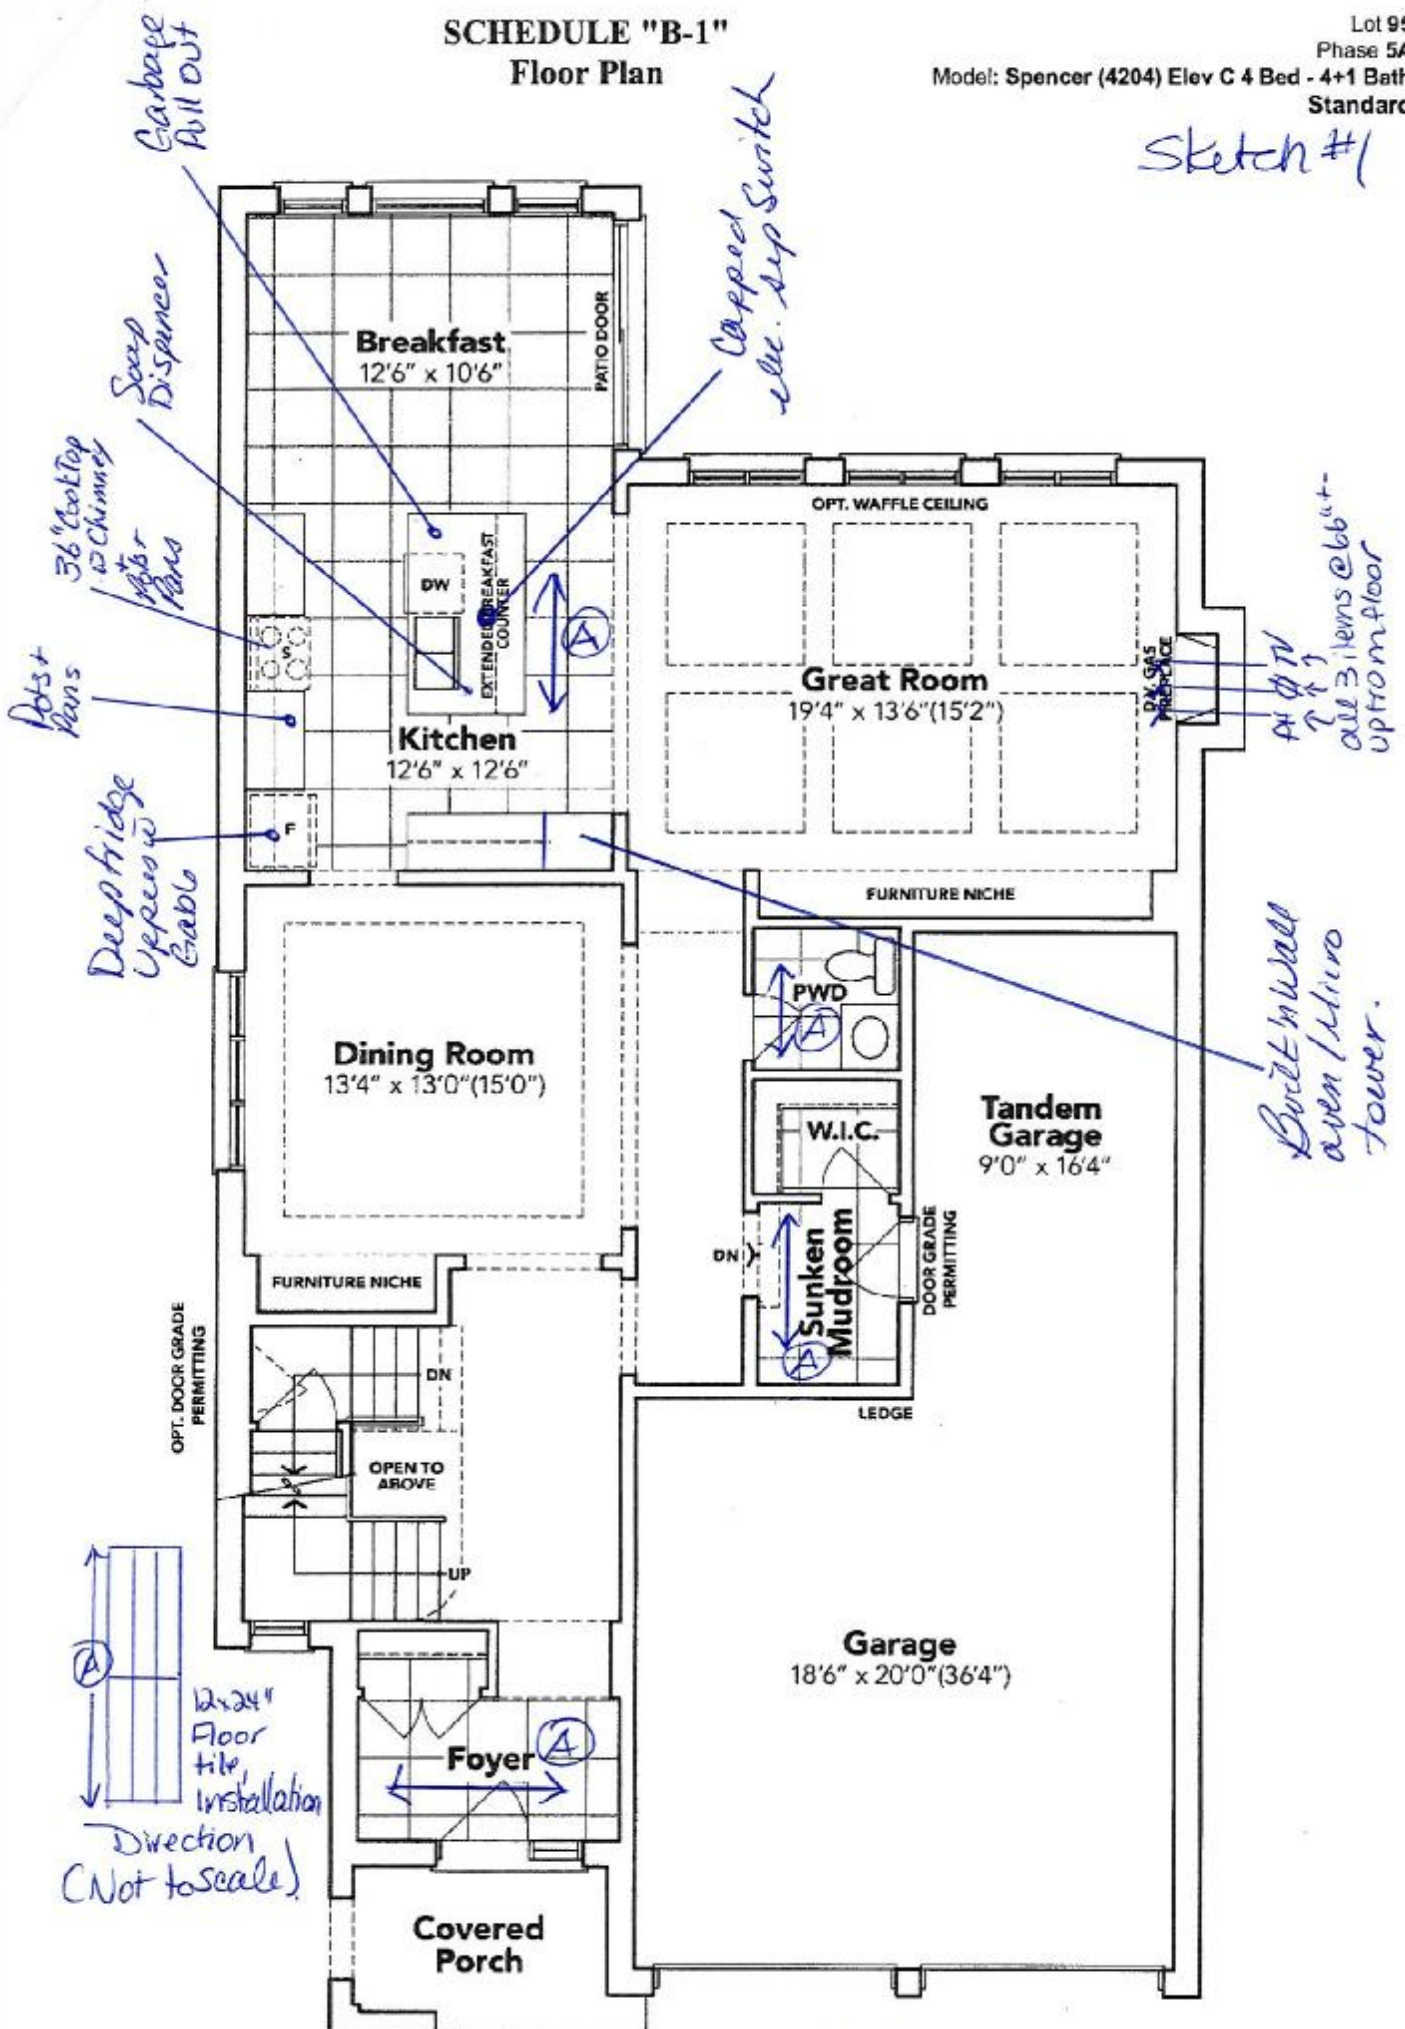 SCHEDULE "B-1"
Floor Plan
Lot 95
Phase 5A
Model: Spencer (4204) Elev C 4 Bed - 4+1 Bath
Standard
Sketch #1
Garbage
Pull Out
Capped
elec. sep Switch
Soap
Dispencer
36" CookTop
w Chimney
+
Pots +
Pans
Pots +
Pans
Deep fridge
Uppers w
Gable
Breakfast
12'6" x 10'6"
PATIO DOOR
OPT. WAFFLE CEILING
DW
EXTENDED BREAKFAST
COUNTER
A
S
Kitchen
12'6" x 12'6"
F
Great Room
19'4" x 13'6"(15'2")
D.V. GAS
FIREPLACE
PH TV
all 3 items @ 66" +-
up from floor
FURNITURE NICHE
PWD
A
Built in Wall
oven / Micro
tower.
Dining Room
13'4" x 13'0"(15'0")
Tandem
Garage
9'0" x 16'4"
W.I.C.
DN
Sunken
Mudroom
A
DOOR GRADE
PERMITTING
FURNITURE NICHE
OPT. DOOR GRADE
PERMITTING
DN
LEDGE
OPEN TO
ABOVE
UP
A
12x24"
Floor
tile,
Installation
Direction
(Not to scale)
Garage
18'6" x 20'0"(36'4")
Foyer A
Covered
Porch